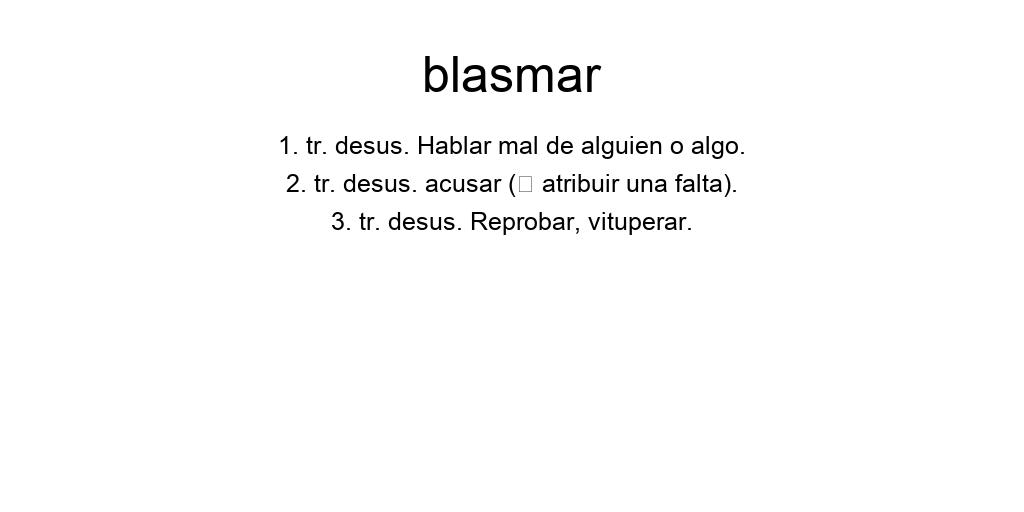 blasmar
1. tr. desus. Hablar mal de alguien o algo.
2. tr. desus. acusar (□ atribuir una falta).
3. tr. desus. Reprobar, vituperar.